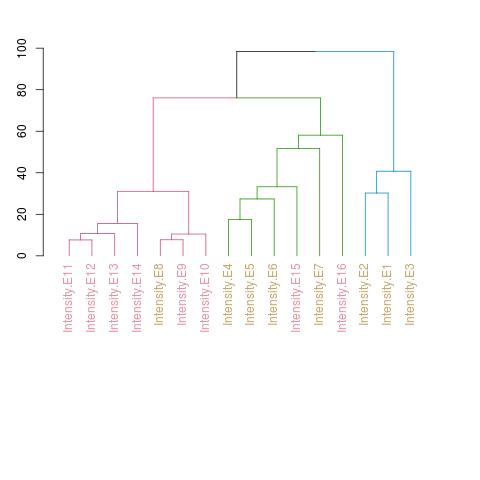 100
80
60
40
20
0
Intensity.E11
Intensity.E12
Intensity.E13
Intensity.E14
Intensity.E8
Intensity.E9
Intensity.E10
Intensity.E4
Intensity.E5
Intensity.E6
Intensity.E15
Intensity.E7
Intensity.E16
Intensity.E2
Intensity.E1
Intensity.E3